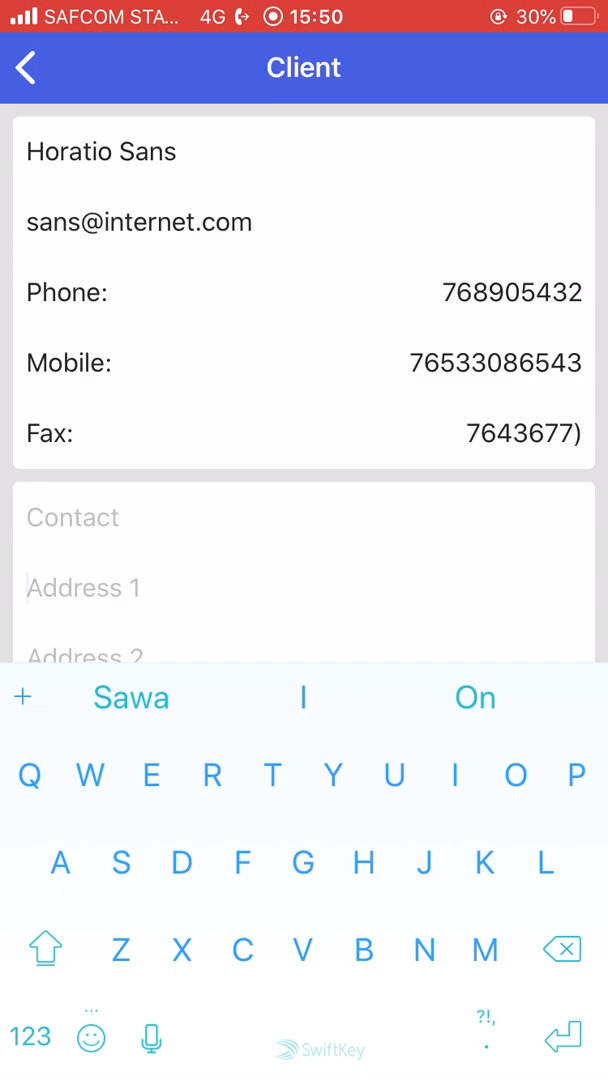 SAFCOM STA... 4G 15:50 30%
Client
Horatio Sans
sans@internet.com
Phone: 768905432
Mobile: 76533086543
Fax: 7643677)
Contact
Address 1
Address 2
+ Sawa I On
Q W E R T Y U I O P
A S D F G H J K L
Z X C V B N M
... ?!,
123 SwiftKey .